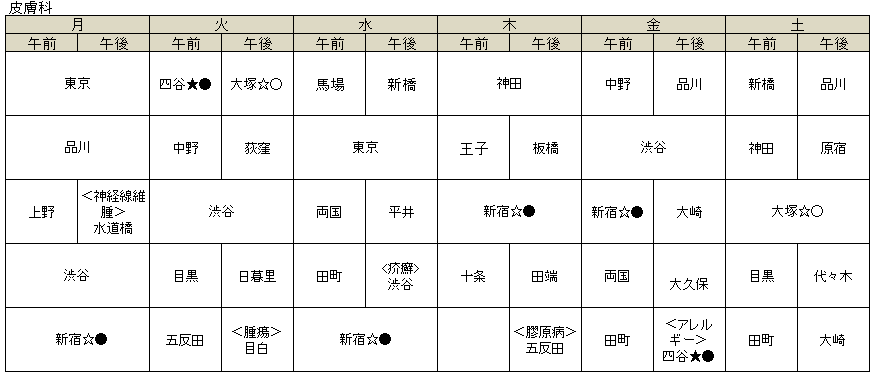 皮膚科
月 火 水 木 金 土
午前 午後 午前 午後 午前 午後 午前 午後 午前 午後 午前 午後
東京 四谷★● 大塚☆○ 馬場 新橋 神田 中野 品川 新橋 品川
品川 中野 荻窪 東京 王子 板橋 渋谷 神田 原宿
上野 <神経線維
腫>
水道橋 渋谷 両国 平井 新宿☆● 新宿☆● 大崎 大塚☆○
渋谷 目黒 日暮里 田町 <疥癬>
渋谷 十条 田端 両国 大久保 目黒 代々木
新宿☆● 五反田 <腫瘍>
目白 新宿☆● <膠原病>
五反田 田町 <アレル
ギー>
四谷★● 田町 大崎